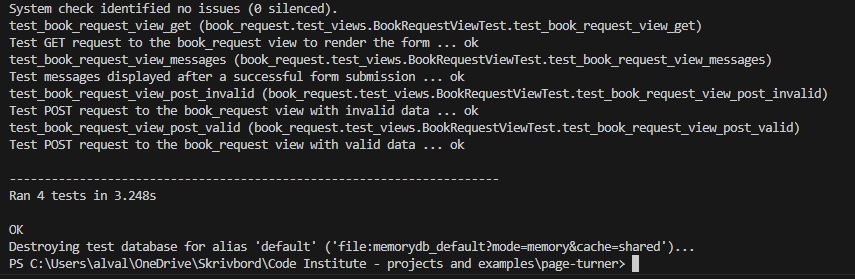 System check identified no issues (0 silenced).
test_book_request_view_get (book_request.test_views.BookRequestViewTest.test_book_request_view_get)
Test GET request to the book_request view to render the form ... ok
test_book_request_view_messages (book_request.test_views.BookRequestViewTest.test_book_request_view_messages)
Test messages displayed after a successful form submission ... ok
test_book_request_view_post_invalid (book_request.test_views.BookRequestViewTest.test_book_request_view_post_invalid)
Test POST request to the book_request view with invalid data ... ok
test_book_request_view_post_valid (book_request.test_views.BookRequestViewTest.test_book_request_view_post_valid)
Test POST request to the book_request view with valid data ... ok
----------------------------------------------------------------------
Ran 4 tests in 3.248s
OK
Destroying test database for alias 'default' ('file:memorydb_default?mode=memory&cache=shared')...
PS C:\Users\alval\OneDrive\Skrivbord\Code Institute - projects and examples\page-turner>